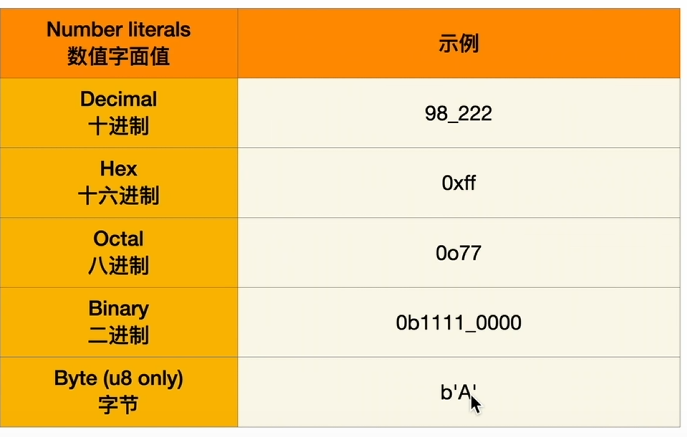 Number literals
数值字面值
示例
Decimal
十进制
98_222
Hex
十六进制
0xff
Octal
八进制
0o77
Binary
二进制
0b1111_0000
Byte (u8 only)
字节
b'A'